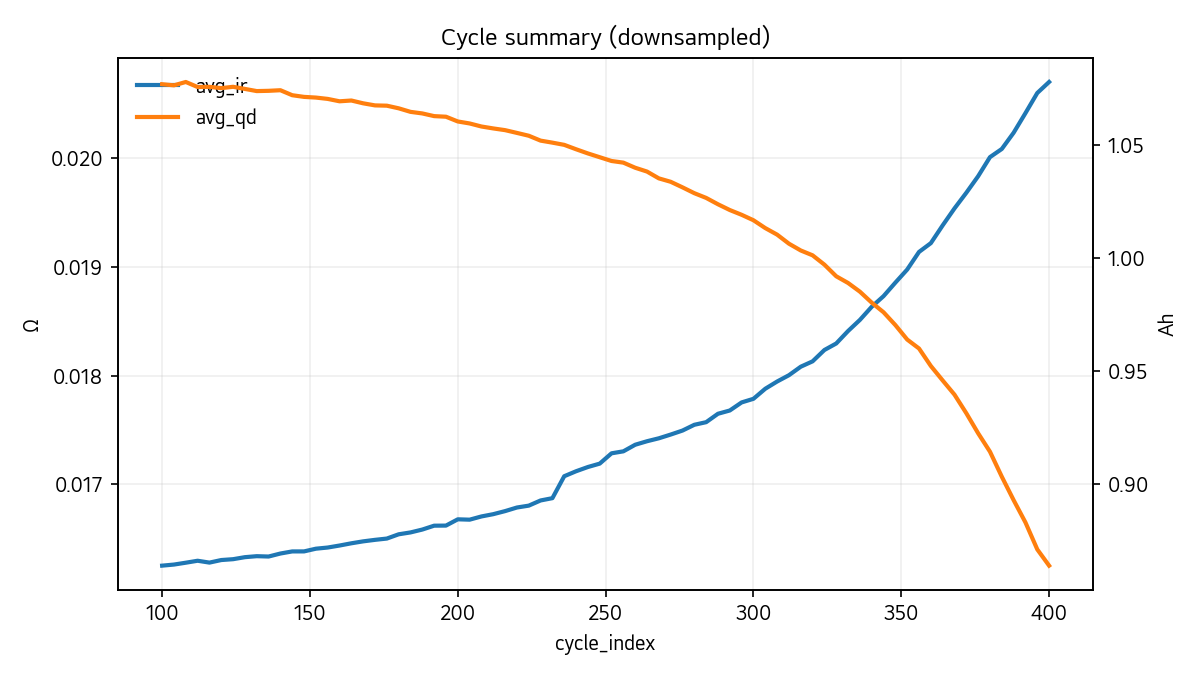 Cycle summary (downsampled)
avg_ir
avg_qd
0.020
0.019
0.018
0.017
Ω
1.05
1.00
0.95
0.90
Ah
100 150 200 250 300 350 400
cycle_index